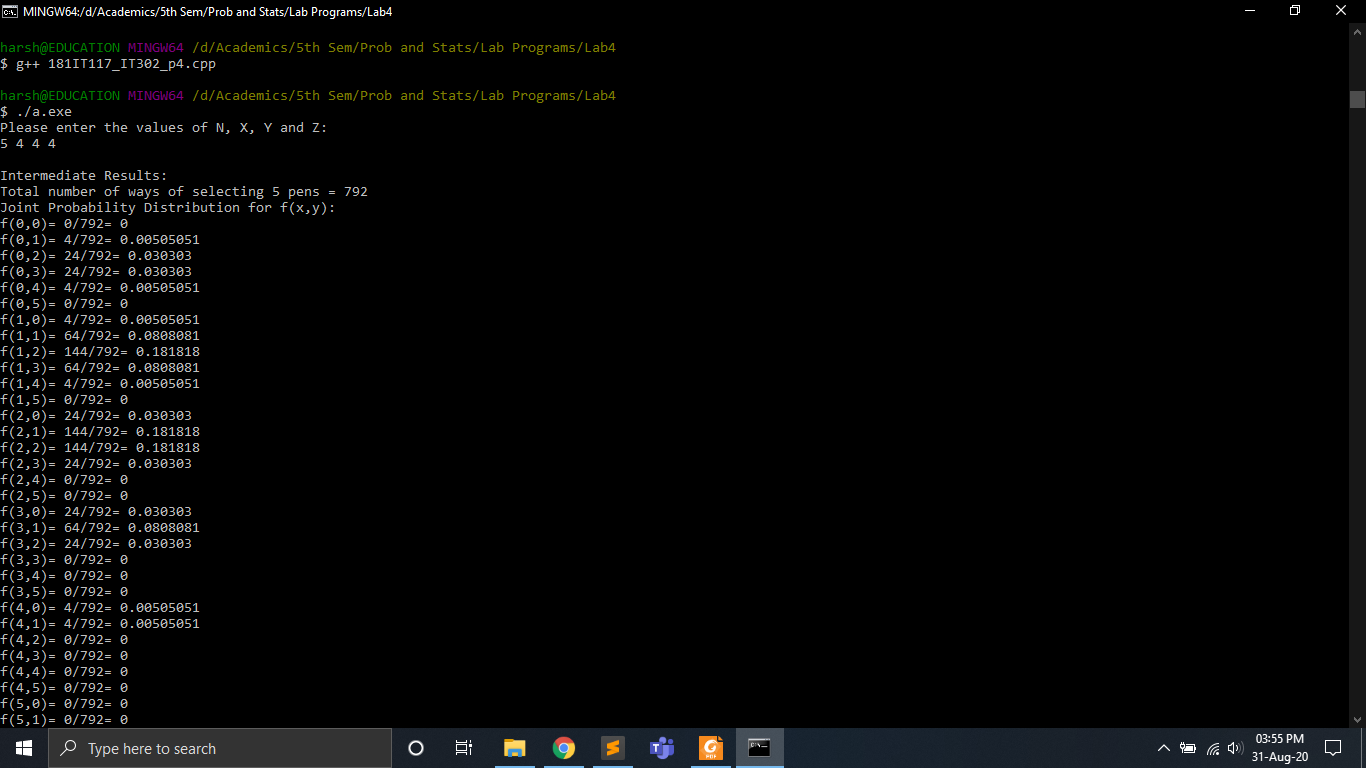 MINGW64:/d/Academics/5th Sem/Prob and Stats/Lab Programs/Lab4
harsh@EDUCATION MINGW64 /d/Academics/5th Sem/Prob and Stats/Lab Programs/Lab4
$ g++ 181IT117_IT302_p4.cpp
harsh@EDUCATION MINGW64 /d/Academics/5th Sem/Prob and Stats/Lab Programs/Lab4
$ ./a.exe
Please enter the values of N, X, Y and Z:
5 4 4 4
Intermediate Results:
Total number of ways of selecting 5 pens = 792
Joint Probability Distribution for f(x,y):
f(0,0)= 0/792= 0
f(0,1)= 4/792= 0.00505051
f(0,2)= 24/792= 0.030303
f(0,3)= 24/792= 0.030303
f(0,4)= 4/792= 0.00505051
f(0,5)= 0/792= 0
f(1,0)= 4/792= 0.00505051
f(1,1)= 64/792= 0.0808081
f(1,2)= 144/792= 0.181818
f(1,3)= 64/792= 0.0808081
f(1,4)= 4/792= 0.00505051
f(1,5)= 0/792= 0
f(2,0)= 24/792= 0.030303
f(2,1)= 144/792= 0.181818
f(2,2)= 144/792= 0.181818
f(2,3)= 24/792= 0.030303
f(2,4)= 0/792= 0
f(2,5)= 0/792= 0
f(3,0)= 24/792= 0.030303
f(3,1)= 64/792= 0.0808081
f(3,2)= 24/792= 0.030303
f(3,3)= 0/792= 0
f(3,4)= 0/792= 0
f(3,5)= 0/792= 0
f(4,0)= 4/792= 0.00505051
f(4,1)= 4/792= 0.00505051
f(4,2)= 0/792= 0
f(4,3)= 0/792= 0
f(4,4)= 0/792= 0
f(4,5)= 0/792= 0
f(5,0)= 0/792= 0
f(5,1)= 0/792= 0
Type here to search
03:55 PM
31-Aug-20